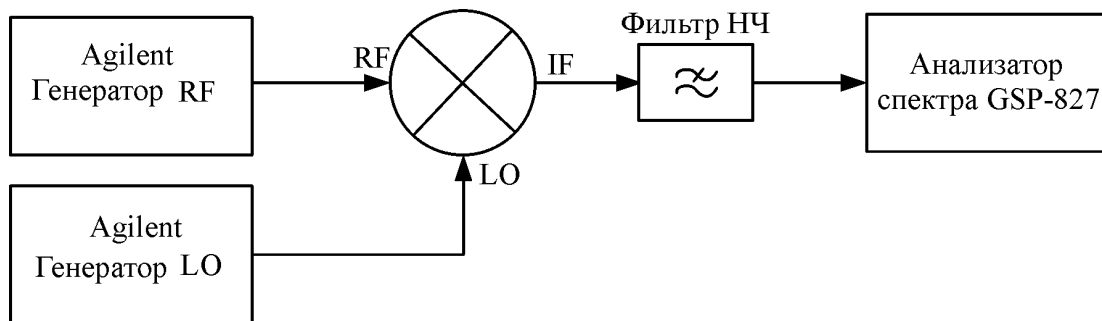 Agilent
Генератор RF
RF
IF
LO
Фильтр НЧ
Анализатор
спектра GSP-827
Agilent
Генератор LO